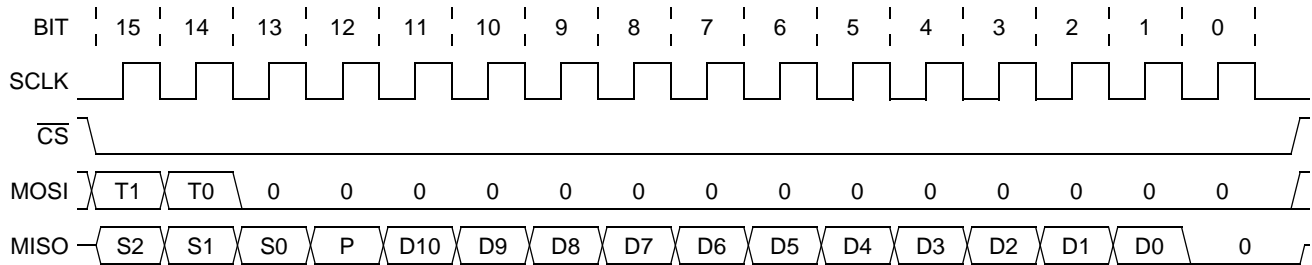 BIT 15 14 13 12 11 10 9 8 7 6 5 4 3 2 1 0
SCLK
CS
MOSI T1 T0 0 0 0 0 0 0 0 0 0 0 0 0 0 0
MISO S2 S1 S0 P D10 D9 D8 D7 D6 D5 D4 D3 D2 D1 D0 0